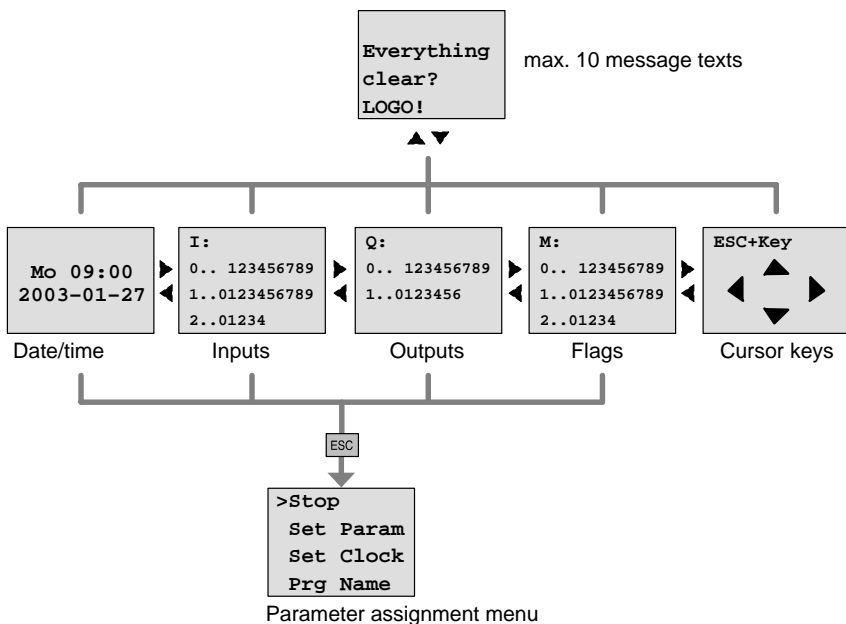 Everything
clear?
LOGO!
max. 10 message texts
Mo 09:00
2003–01–27
I:
0.. 123456789
1..0123456789
2..01234
Q:
0.. 123456789
1..0123456
M:
0.. 123456789
1..0123456789
2..01234
ESC+Key
Date/time
Inputs
Outputs
Flags
Cursor keys
ESC
>Stop
Set Param
Set Clock
Prg Name
Parameter assignment menu